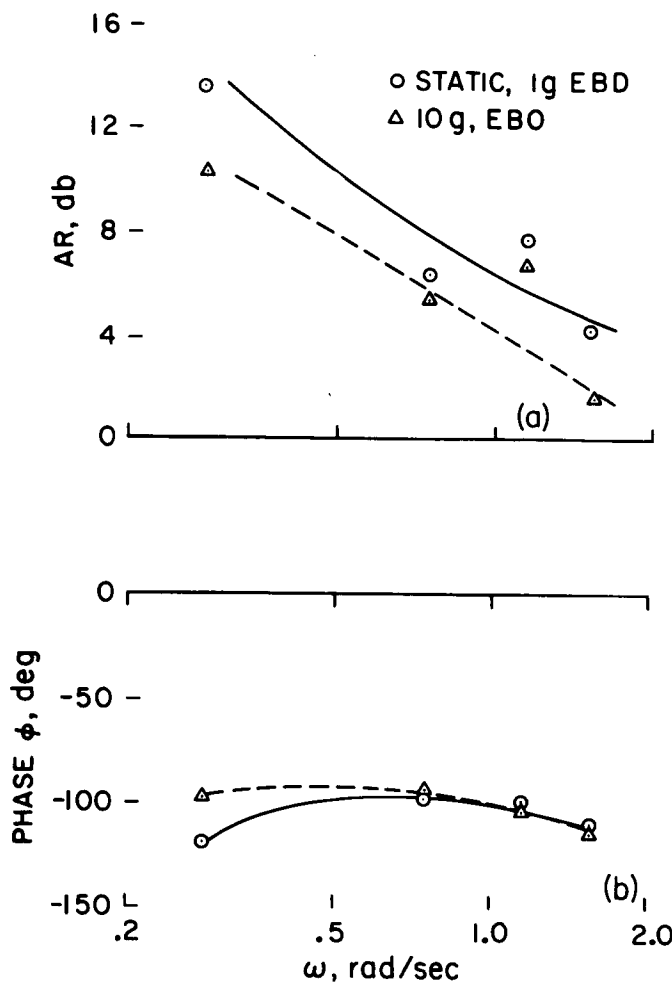 16
12
8
4
0
AR, db
STATIC, 1g EBD
10g, EBO
(a)
0
-50
-100
-150
PHASE ϕ, deg
(b)
.2 .5 1.0 2.0
ω, rad/sec